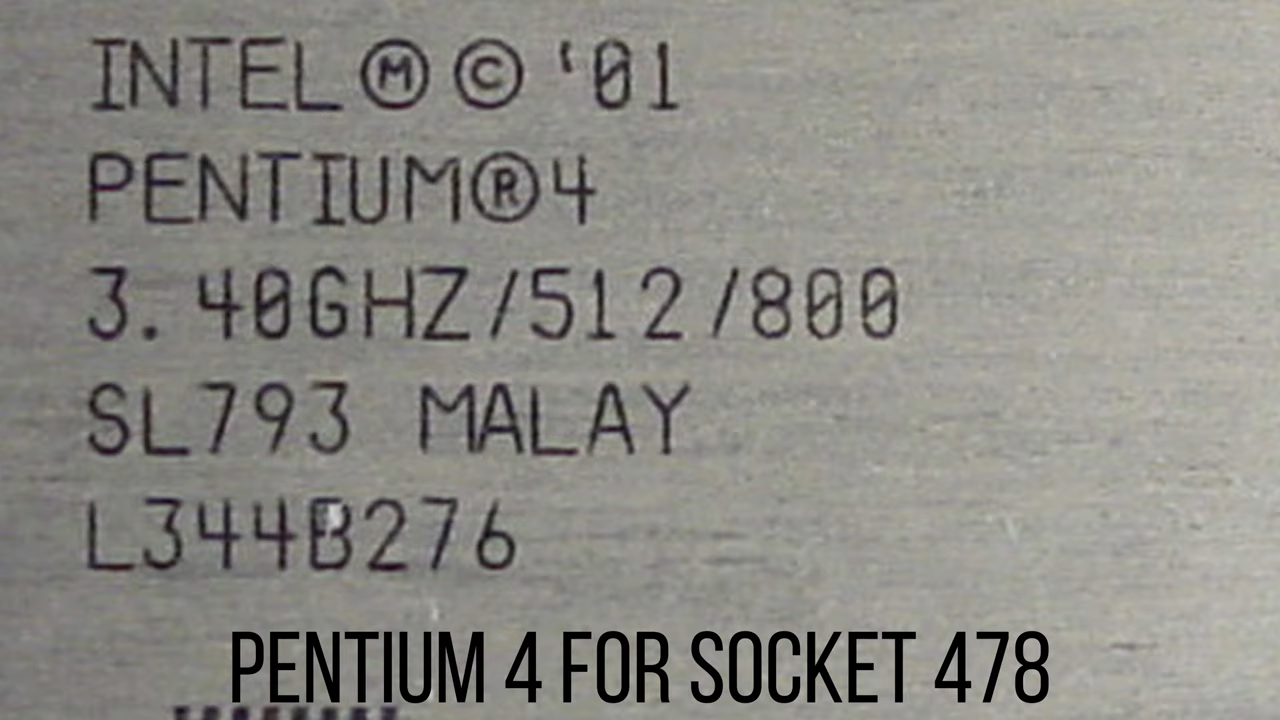 INTEL Ⓜ © '01
PENTIUM®4
3.40GHZ/512/800
SL793 MALAY
L344B276
PENTIUM 4 FOR SOCKET 478